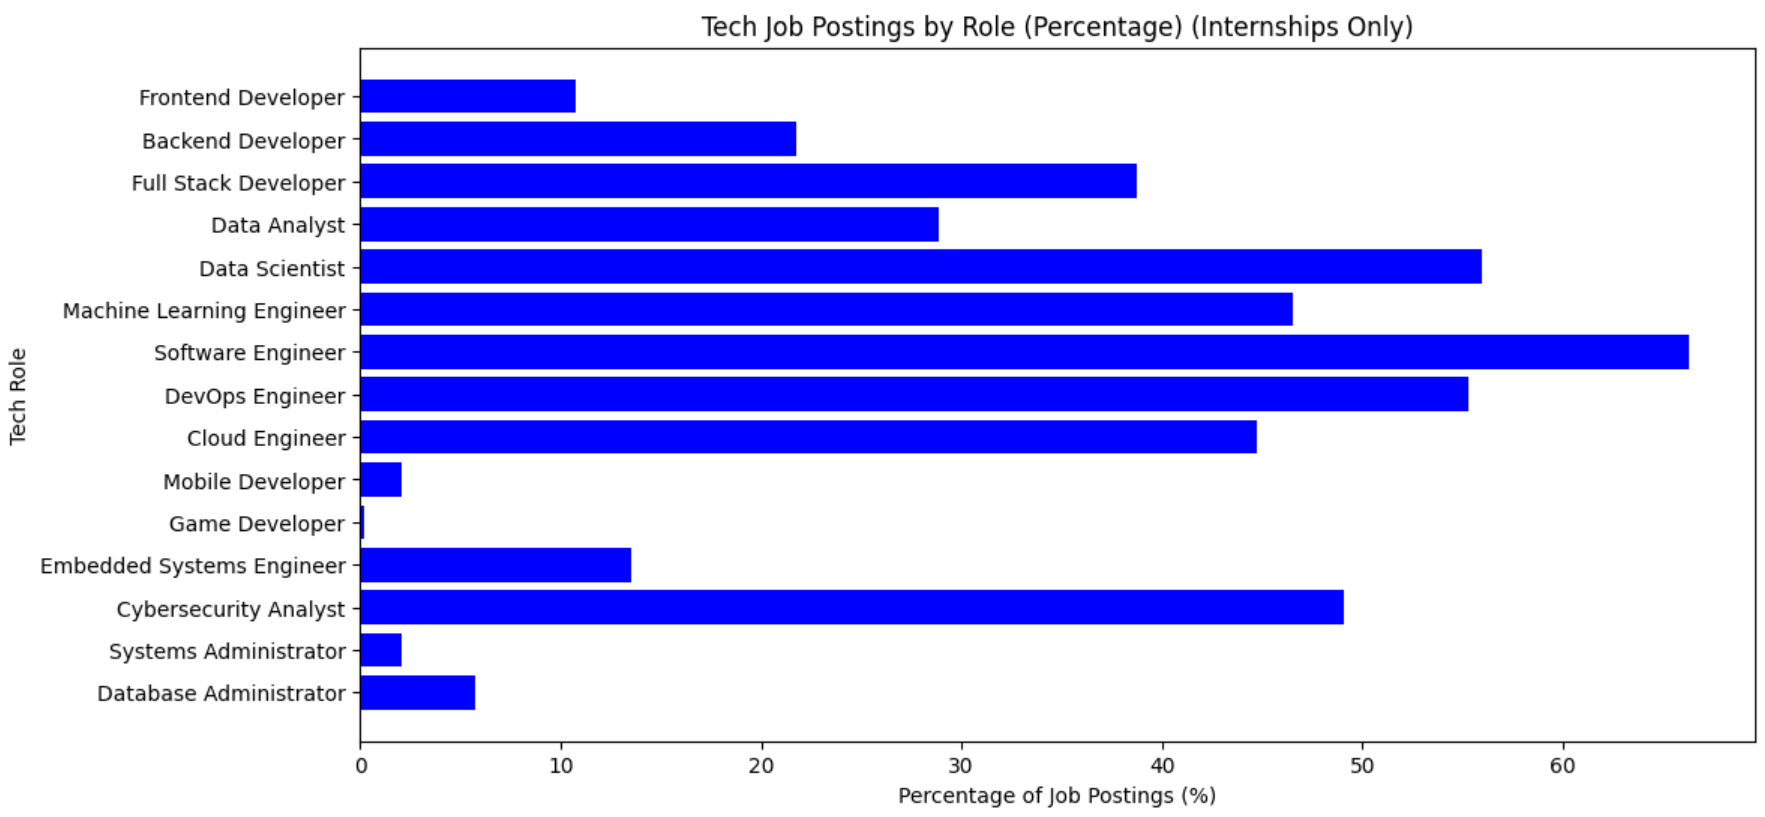 Tech Job Postings by Role (Percentage) (Internships Only)
Tech Role
Frontend Developer
Backend Developer
Full Stack Developer
Data Analyst
Data Scientist
Machine Learning Engineer
Software Engineer
DevOps Engineer
Cloud Engineer
Mobile Developer
Game Developer
Embedded Systems Engineer
Cybersecurity Analyst
Systems Administrator
Database Administrator
0 10 20 30 40 50 60
Percentage of Job Postings (%)